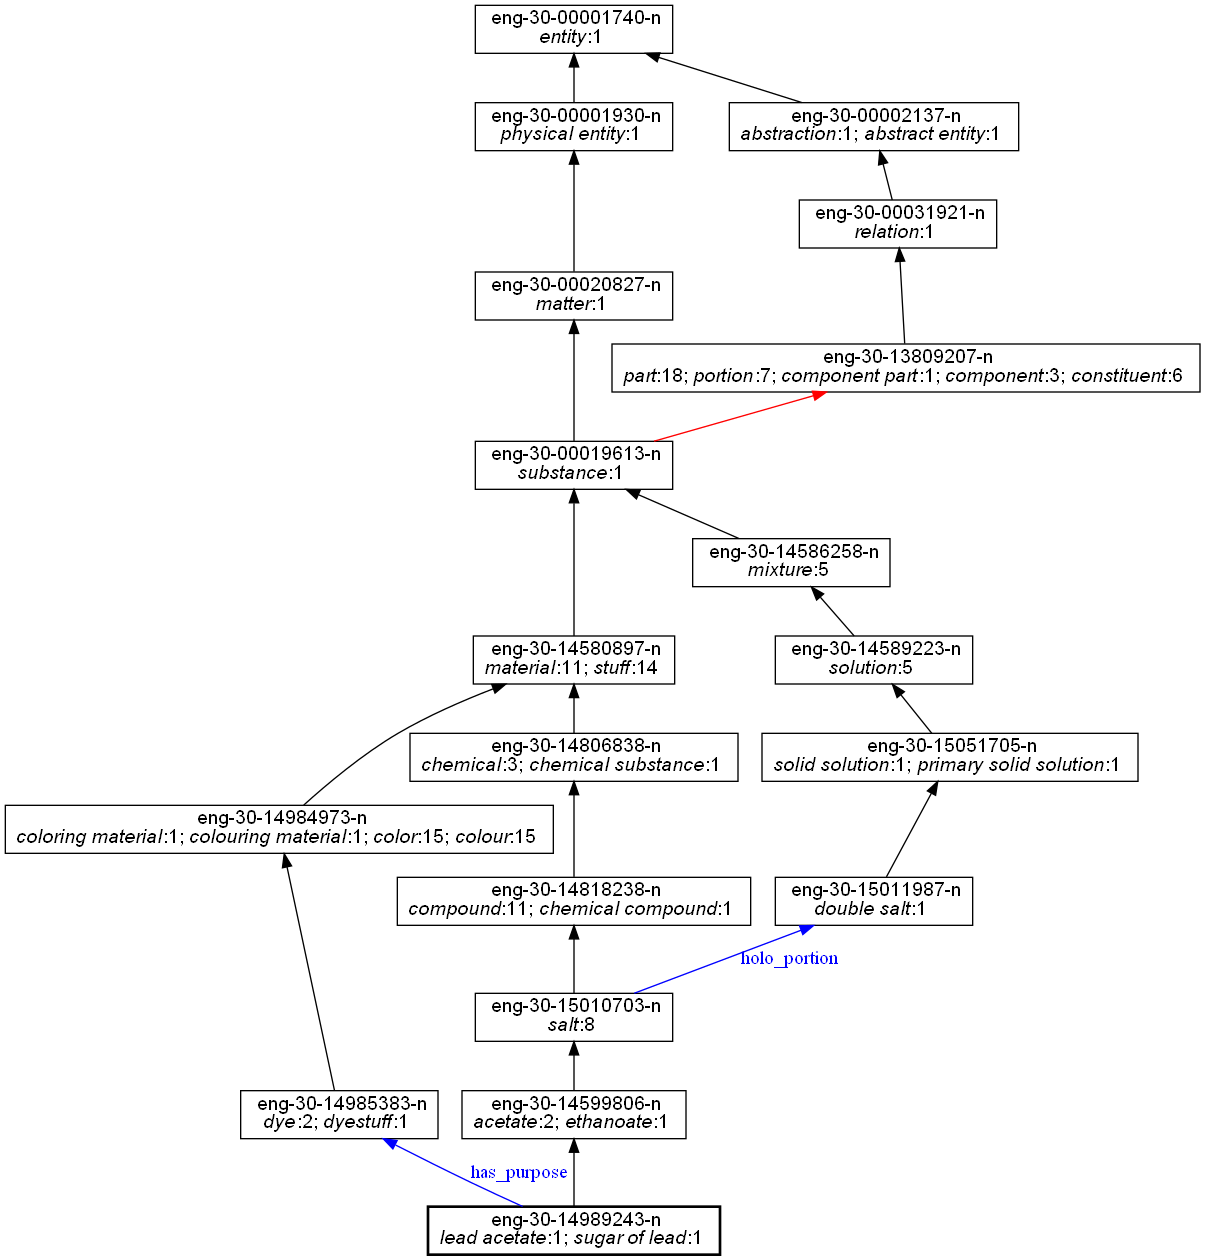 eng-30-00001740-n
entity:1
eng-30-00001930-n
physical entity:1
eng-30-00002137-n
abstraction:1; abstract entity:1
eng-30-00031921-n
relation:1
eng-30-00020827-n
matter:1
eng-30-13809207-n
part:18; portion:7; component part:1; component:3; constituent:6
eng-30-00019613-n
substance:1
eng-30-14586258-n
mixture:5
eng-30-14580897-n
material:11; stuff:14
eng-30-14589223-n
solution:5
eng-30-14806838-n
chemical:3; chemical substance:1
eng-30-15051705-n
solid solution:1; primary solid solution:1
eng-30-14984973-n
coloring material:1; colouring material:1; color:15; colour:15
eng-30-14818238-n
compound:11; chemical compound:1
eng-30-15011987-n
double salt:1
holo_portion
eng-30-15010703-n
salt:8
eng-30-14985383-n
dye:2; dyestuff:1
eng-30-14599806-n
acetate:2; ethanoate:1
has_purpose
eng-30-14989243-n
lead acetate:1; sugar of lead:1